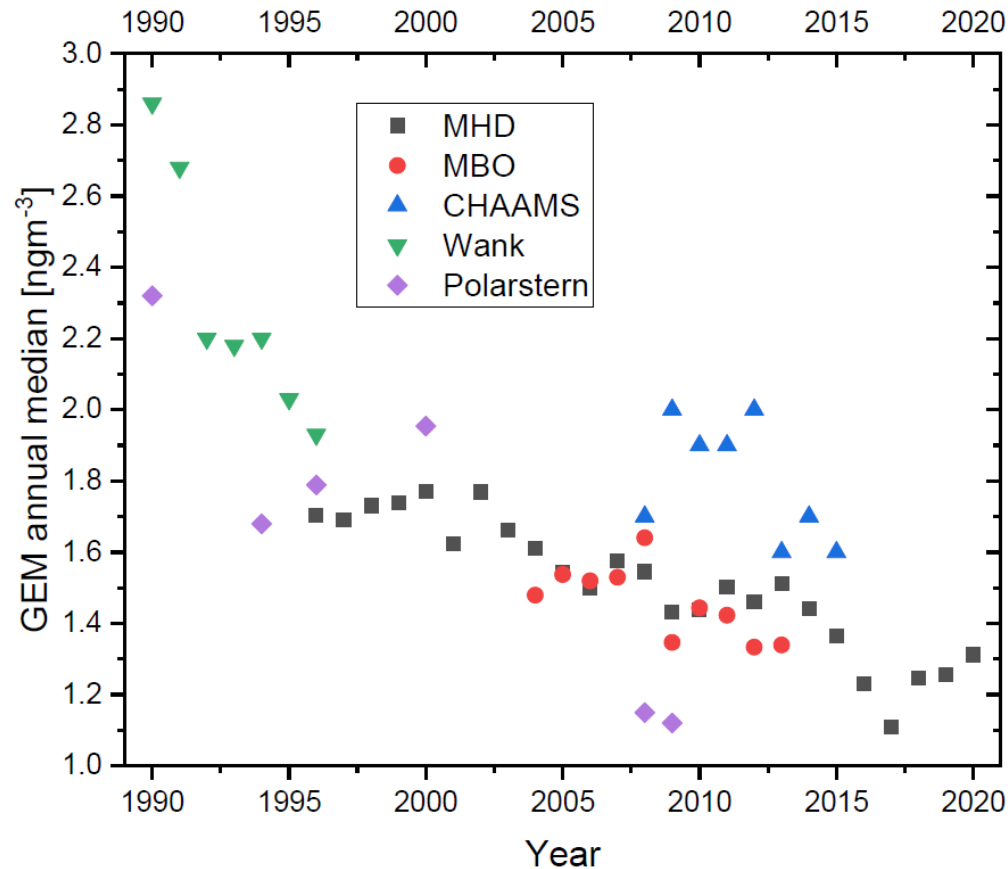 1990 1995 2000 2005 2010 2015 2020
3.0
2.8
2.6
2.4
2.2
2.0
1.8
1.6
1.4
1.2
1.0
GEM annual median [ngm⁻³]
MHD
MBO
CHAAMS
Wank
Polarstern
1990 1995 2000 2005 2010 2015 2020
Year